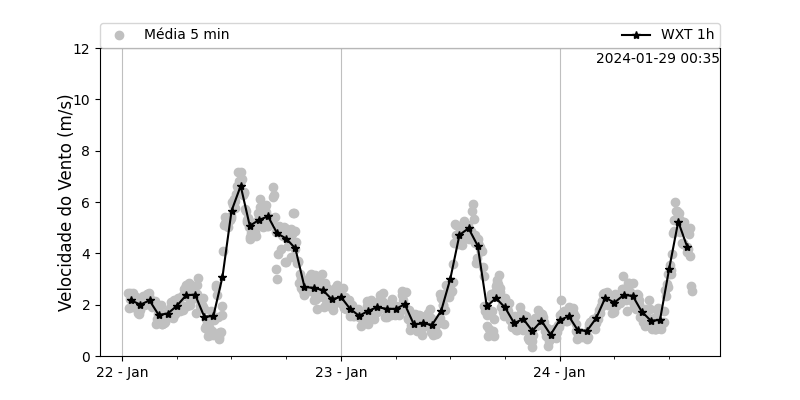 Média 5 min
WXT 1h
2024-01-29 00:35
Velocidade do Vento (m/s)
12
10
8
6
4
2
0
22 - Jan
23 - Jan
24 - Jan